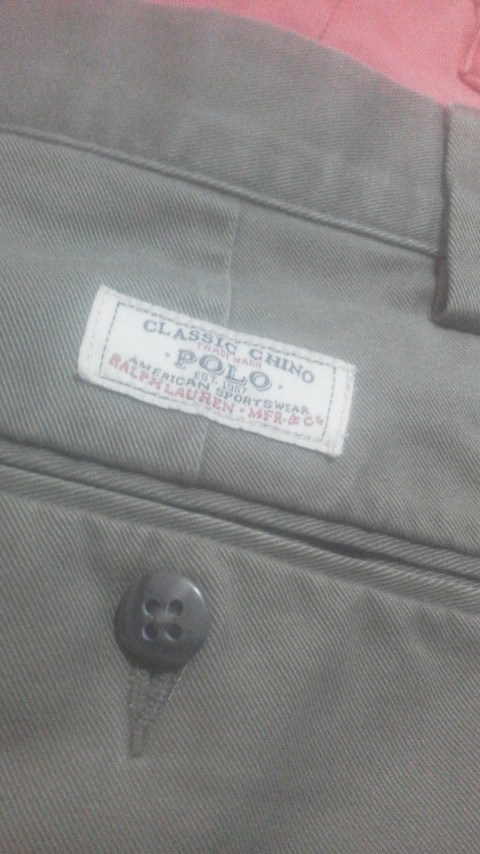 CLASSIC CHINO
TRADE MARK
· POLO ·
EST. 1967
AMERICAN SPORTSWEAR
RALPH LAUREN · MFR. & Cº